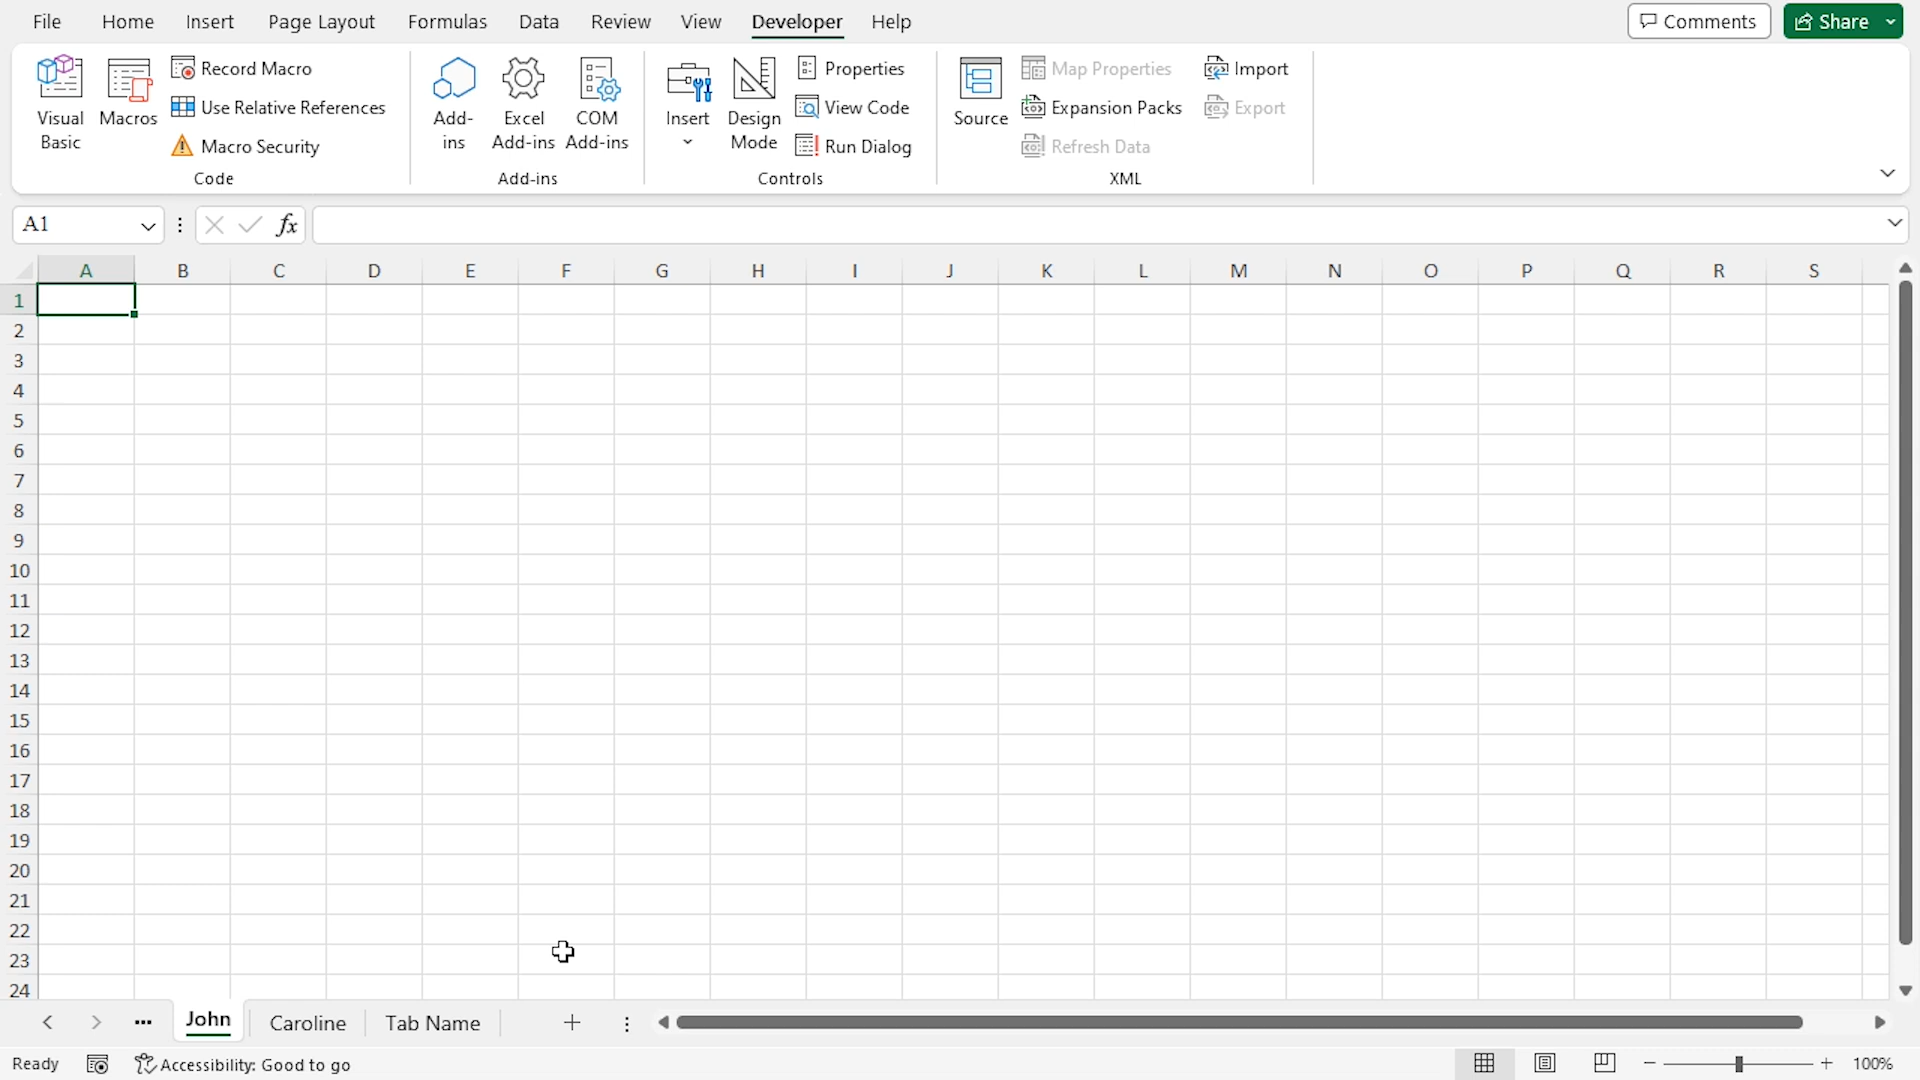 File Home Insert Page Layout Formulas Data Review View Developer Help Comments Share
Visual Basic Macros Record Macro Use Relative References Macro Security Code
Add-ins Excel Add-ins COM Add-ins Add-ins
Insert Design Mode Properties View Code Run Dialog Controls
Source Map Properties Expansion Packs Refresh Data Import Export XML
A1 fx
A B C D E F G H I J K L M N O P Q R S
1
2
3
4
5
6
7
8
9
10
11
12
13
14
15
16
17
18
19
20
21
22
23
24
John Caroline Tab Name
Ready Accessibility: Good to go 100%